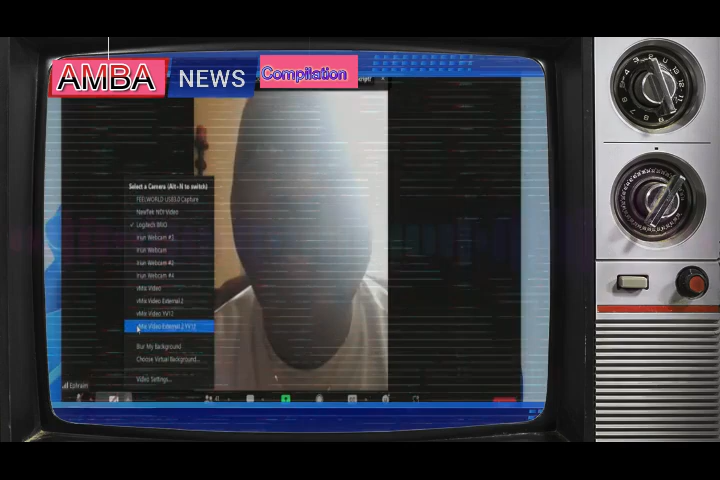 AMBA NEWS Compilation
Select a Camera (Alt+N to switch)
FEELWORLD USB3.0 Capture
NewTek NDI Video
✓ Logitech BRIO
Iriun Webcam #3
Iriun Webcam
Iriun Webcam #2
Iriun Webcam #4
vMix Video
vMix Video External 2
vMix Video YV12
vMix Video External 2 YV12
Blur My Background
Choose Virtual Background...
Video Settings...
Ephraim